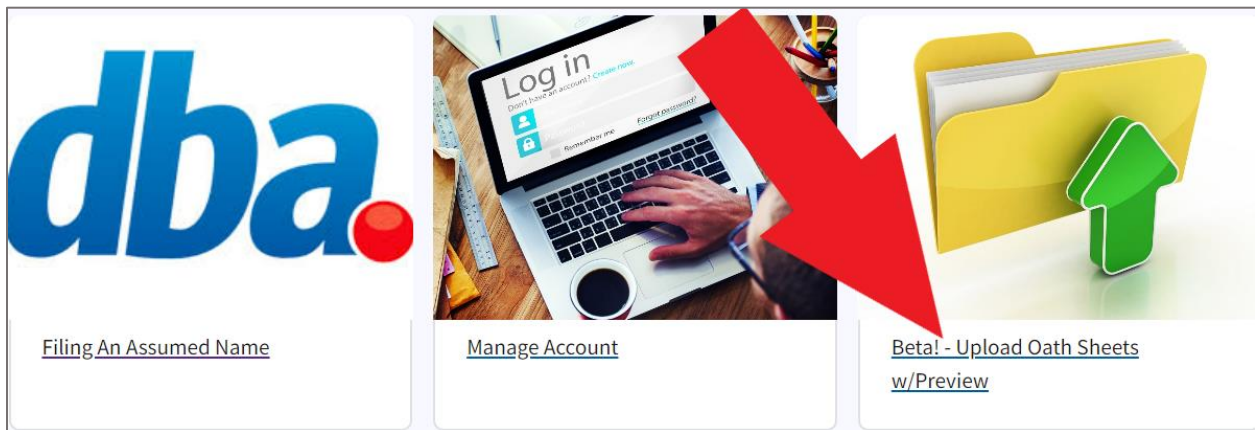 dba.
Log in
Don't have an account? Create now
Remember me
Forgot password?
Filing An Assumed Name
Manage Account
Beta! - Upload Oath Sheets
w/Preview